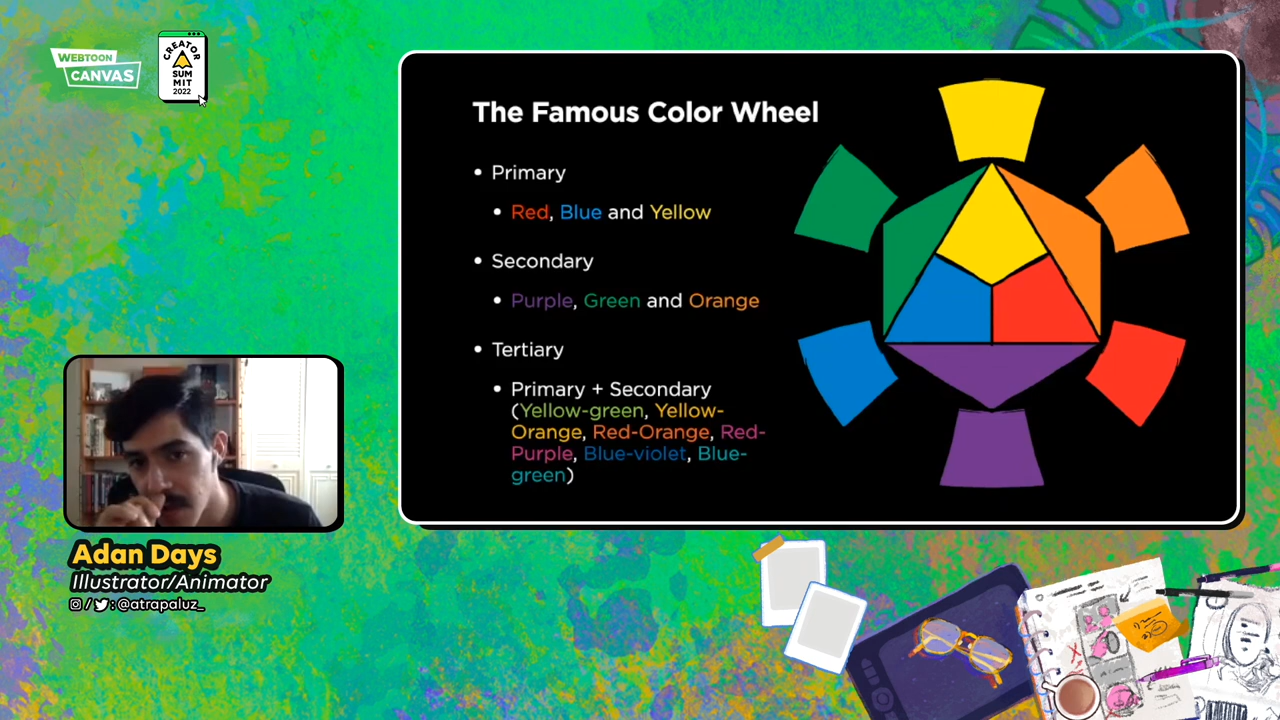 WEBTOON
CANVAS
CREATOR
SUM
MIT
2022
The Famous Color Wheel
• Primary
• Red, Blue and Yellow
• Secondary
• Purple, Green and Orange
• Tertiary
• Primary + Secondary
(Yellow-green, Yellow-
Orange, Red-Orange, Red-
Purple, Blue-violet, Blue-
green)
Adan Days
Illustrator/Animator
/ : @atrapaluz_